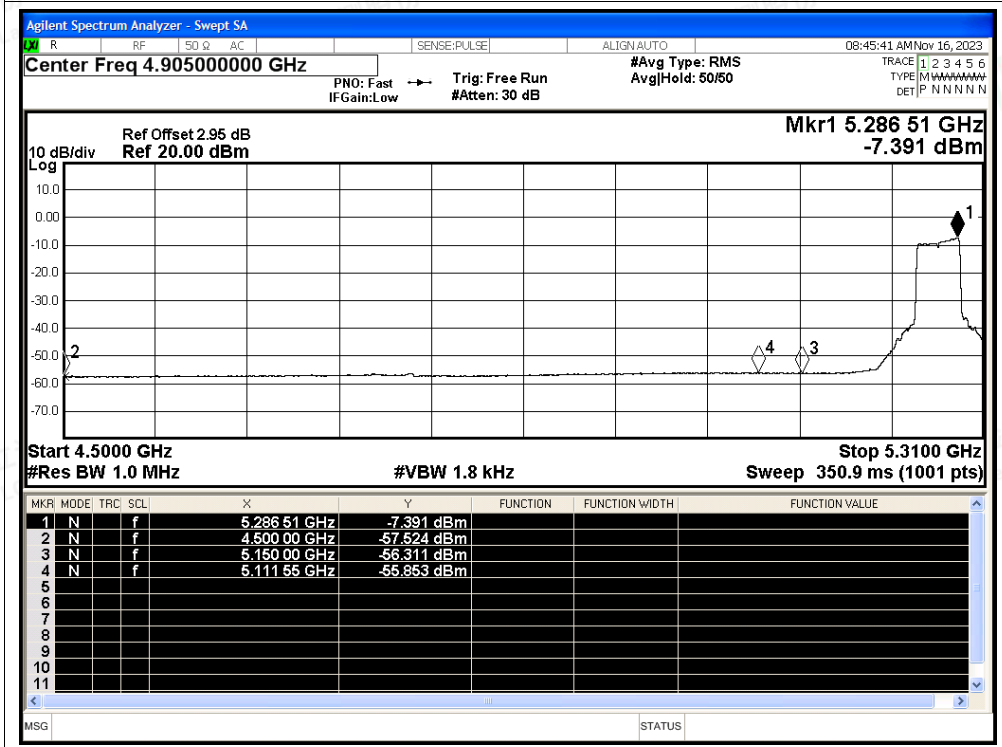 Agilent Spectrum Analyzer - Swept SA
LXI R RF 50 Ω AC SENSE:PULSE ALIGN AUTO 08:45:41 AM Nov 16, 2023
Center Freq 4.905000000 GHz #Avg Type: RMS TRACE 1 2 3 4 5 6
PNO: Fast Trig: Free Run Avg|Hold: 50/50 TYPE M
IFGain:Low #Atten: 30 dB DET P N N N N N
Mkr1 5.286 51 GHz
Ref Offset 2.95 dB
10 dB/div Ref 20.00 dBm -7.391 dBm
Log
10.0
0.00 1
-10.0
-20.0
-30.0
-40.0
-50.0 2 4 3
-60.0
-70.0
Start 4.5000 GHz Stop 5.3100 GHz
#Res BW 1.0 MHz #VBW 1.8 kHz Sweep 350.9 ms (1001 pts)
MKR MODE TRC SCL X Y FUNCTION FUNCTION WIDTH FUNCTION VALUE
1 N f 5.286 51 GHz -7.391 dBm
2 N f 4.500 00 GHz -57.524 dBm
3 N f 5.150 00 GHz -56.311 dBm
4 N f 5.111 55 GHz -55.853 dBm
5
6
7
8
9
10
11
MSG STATUS